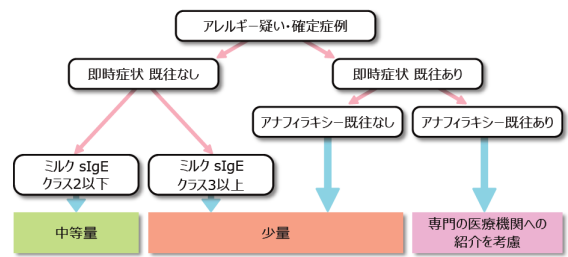 アレルギー疑い・確定症例
即時症状 既往なし
即時症状 既往あり
アナフィラキシー既往なし
アナフィラキシー既往あり
ミルク sIgE
クラス2以下
ミルク sIgE
クラス3以上
中等量
少量
専門の医療機関への
紹介を考慮